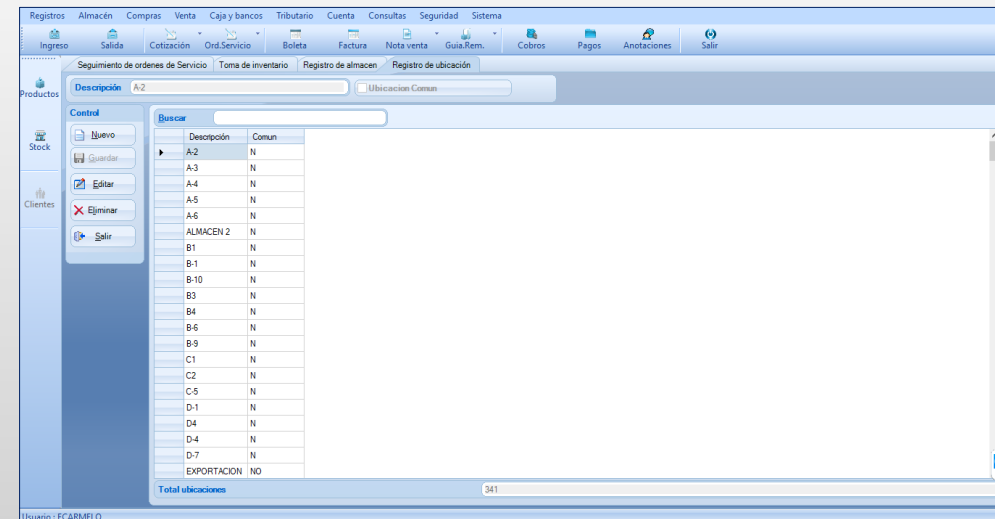 Registros Almacén Compras Venta Caja y bancos Tributario Cuenta Consultas Seguridad Sistema
Ingreso Salida Cotización Ord.Servicio Boleta Factura Nota venta Guia.Rem. Cobros Pagos Anotaciones Salir
Seguimiento de ordenes de Servicio Toma de inventario Registro de almacen Registro de ubicación
Productos
Stock
Clientes
Descripción A-2 Ubicacion Comun
Control
Nuevo
Guardar
Editar
Eliminar
Salir
Buscar
Descripción Comun
A-2 N
A-3 N
A-4 N
A-5 N
A-6 N
ALMACEN 2 N
B1 N
B-1 N
B-10 N
B3 N
B4 N
B-6 N
B-9 N
C1 N
C2 N
C-5 N
D-1 N
D4 N
D-4 N
D-7 N
EXPORTACION NO
Total ubicaciones 341
Usuario : ECARMELO